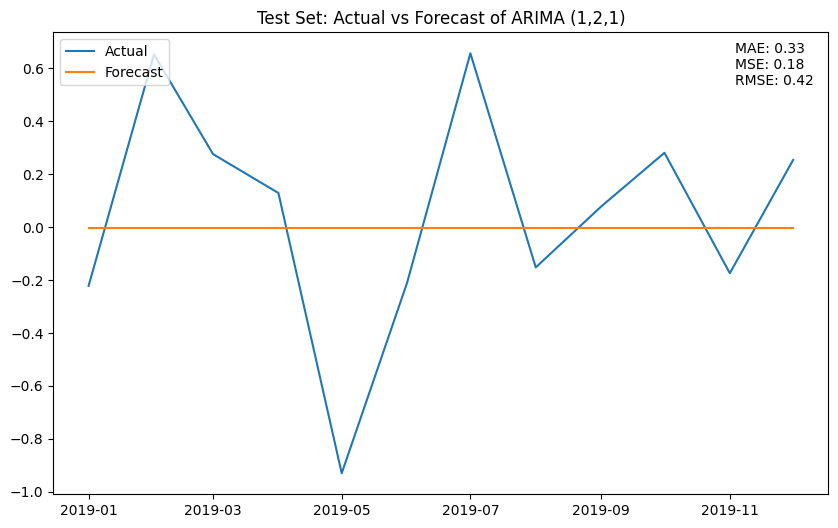 Test Set: Actual vs Forecast of ARIMA (1,2,1)
Actual
Forecast
MAE: 0.33
MSE: 0.18
RMSE: 0.42
0.6
0.4
0.2
0.0
−0.2
−0.4
−0.6
−0.8
−1.0
2019-01
2019-03
2019-05
2019-07
2019-09
2019-11